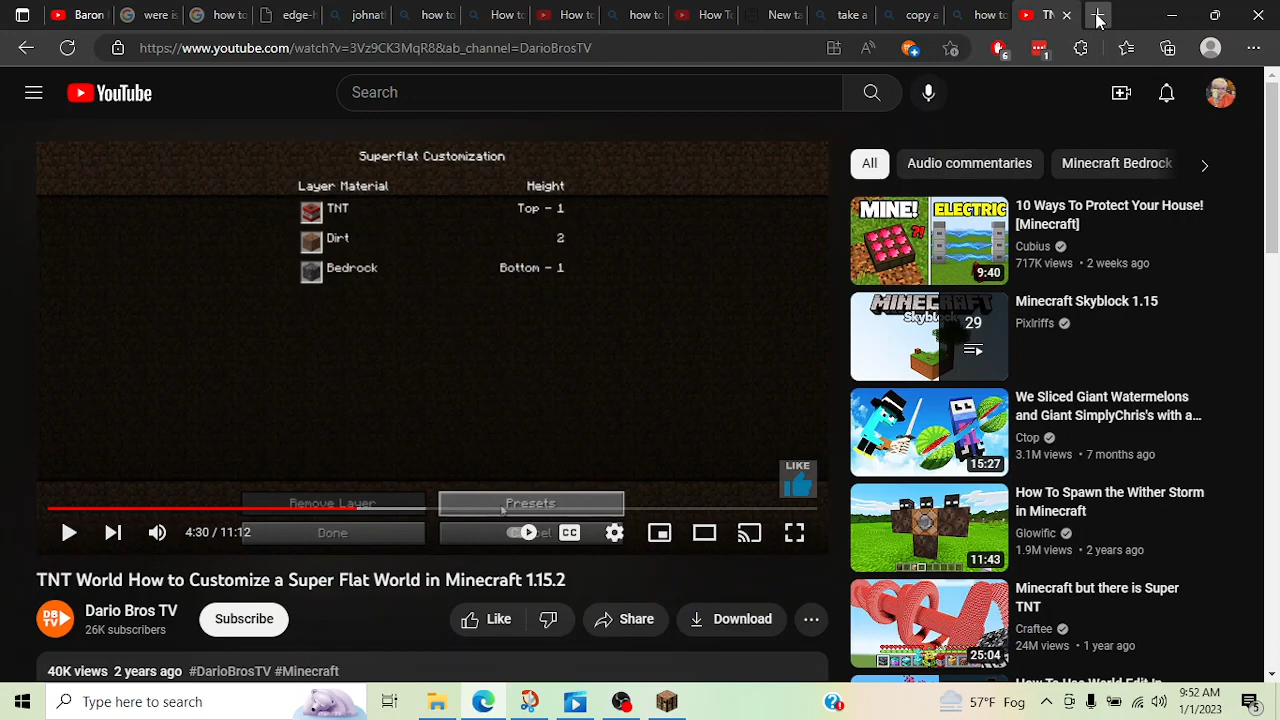 Baron
were is
how to
edge-h
johnat
how to
How to
How t
how to
How To
New ta
take a
copy a
how to
TN
https://www.youtube.com/watch?v=3Vz9CK3MqR8&ab_channel=DarioBrosTV
6
1
YouTube
Search
Superflat Customization
Layer Material Height
TNT Top - 1
Dirt 2
Bedrock Bottom - 1
LIKE
Remove Layer Presets
Done
4:30 / 11:12
CC
TNT World How to Customize a Super Flat World in Minecraft 1.15.2
DB TV
Dario Bros TV
26K subscribers
Subscribe
Like
Share
Download
40K views 2 years ago #DarioBrosTV #minecraft
All
Audio commentaries
Minecraft Bedrock
MINE! ELECTRIC
?!
9:40
10 Ways To Protect Your House! [Minecraft]
Cubius
717K views • 2 weeks ago
MINECRAFT
Skyblock
29
Minecraft Skyblock 1.15
Pixlriffs
15:27
We Sliced Giant Watermelons
and Giant SimplyChris's with a...
Ctop
3.1M views • 7 months ago
11:43
How To Spawn the Wither Storm
in Minecraft
Glowific
1.9M views • 2 years ago
25:04
Minecraft but there is Super
TNT
Craftee
24M views • 1 year ago
Type here to search
57°F Fog
9:52 AM
1/1/2023
5